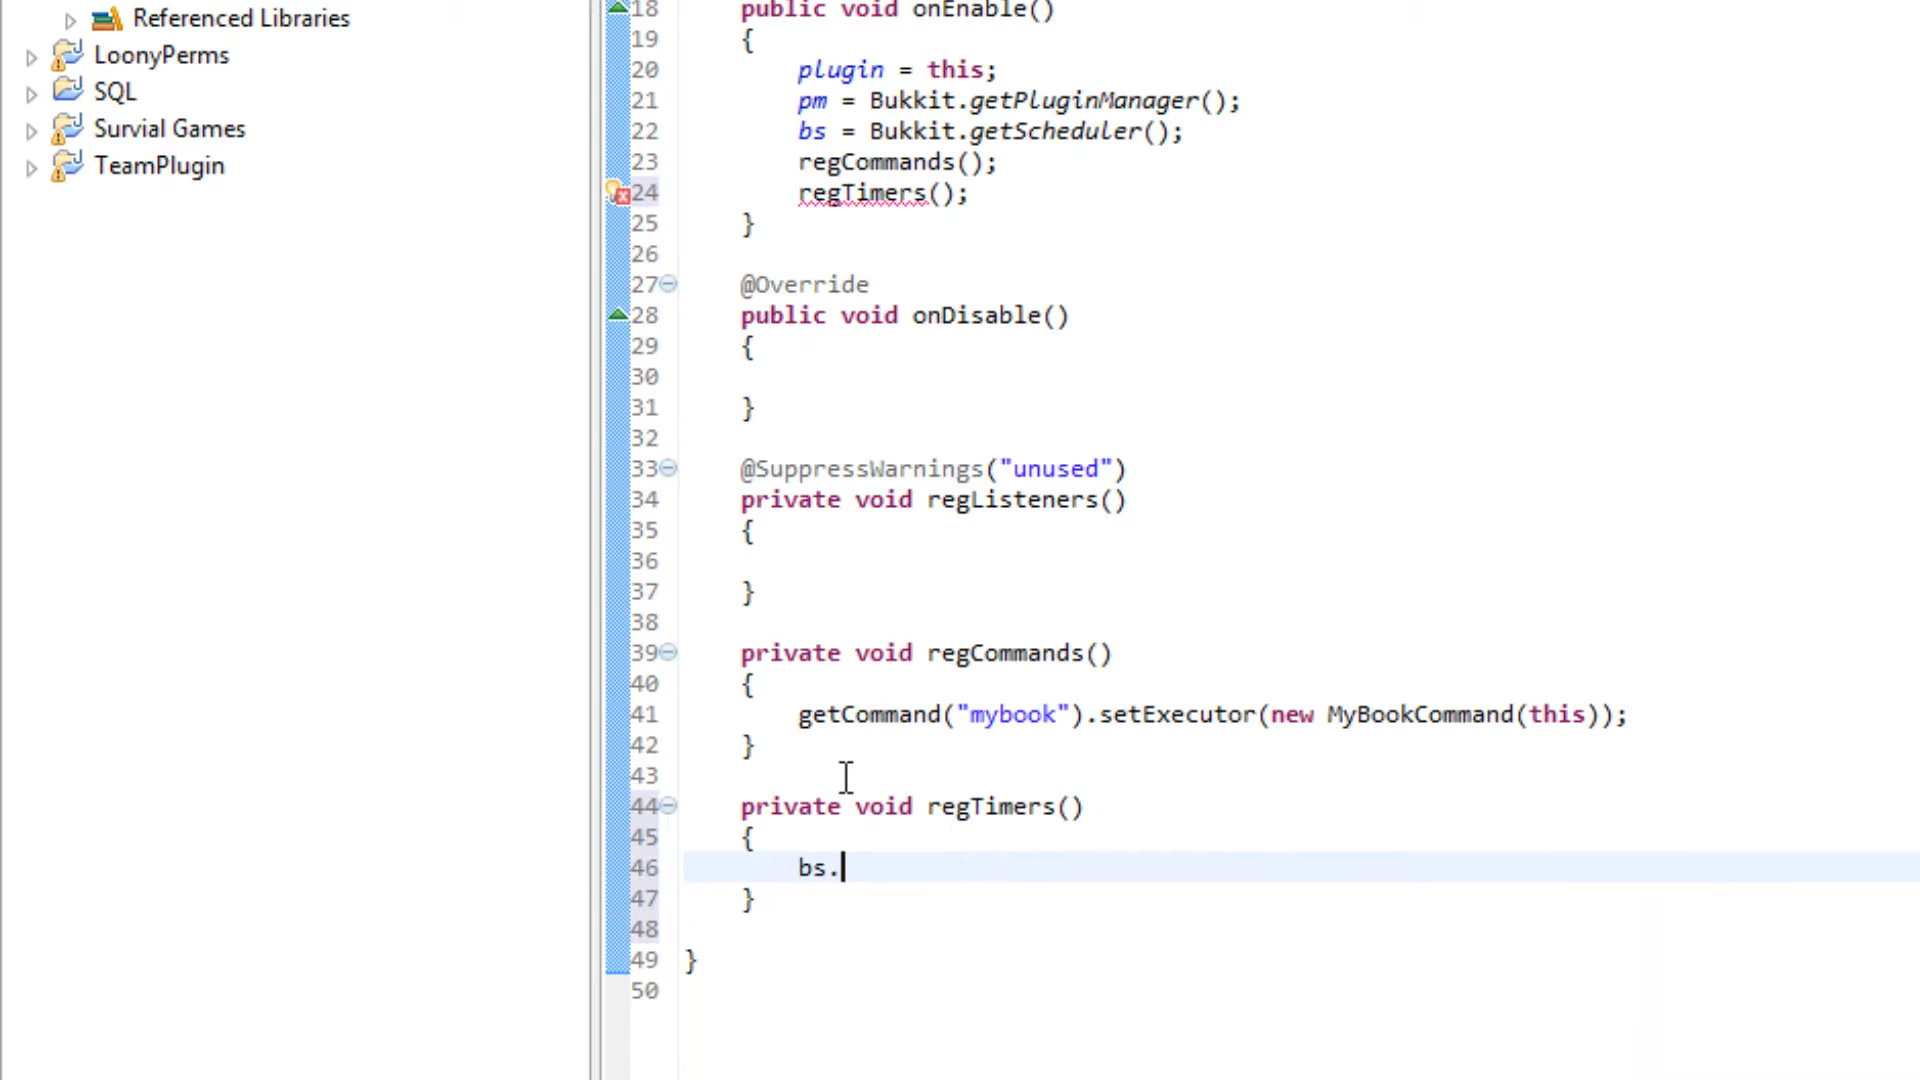 Referenced Libraries
LoonyPerms
SQL
Survial Games
TeamPlugin
18 public void onEnable()
19 {
20 plugin = this;
21 pm = Bukkit.getPluginManager();
22 bs = Bukkit.getScheduler();
23 regCommands();
24 regTimers();
25 }
26
27 @Override
28 public void onDisable()
29 {
30
31 }
32
33 @SuppressWarnings("unused")
34 private void regListeners()
35 {
36
37 }
38
39 private void regCommands()
40 {
41 getCommand("mybook").setExecutor(new MyBookCommand(this));
42 }
43
44 private void regTimers()
45 {
46 bs.
47 }
48
49 }
50